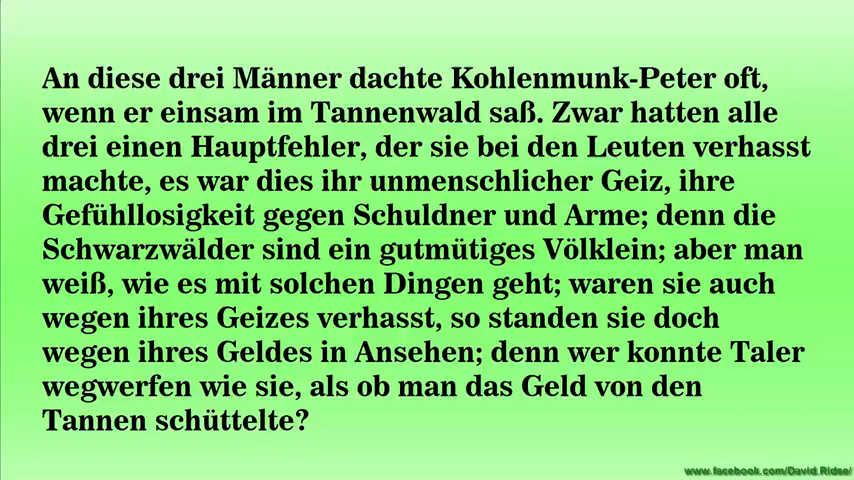 An diese drei Männer dachte Kohlenmunk-Peter oft,
wenn er einsam im Tannenwald saß. Zwar hatten alle
drei einen Hauptfehler, der sie bei den Leuten verhasst
machte, es war dies ihr unmenschlicher Geiz, ihre
Gefühllosigkeit gegen Schuldner und Arme; denn die
Schwarzwälder sind ein gutmütiges Völklein; aber man
weiß, wie es mit solchen Dingen geht; waren sie auch
wegen ihres Geizes verhasst, so standen sie doch
wegen ihres Geldes in Ansehen; denn wer konnte Taler
wegwerfen wie sie, als ob man das Geld von den
Tannen schüttelte?
www.facebook.com/David.Ridse/